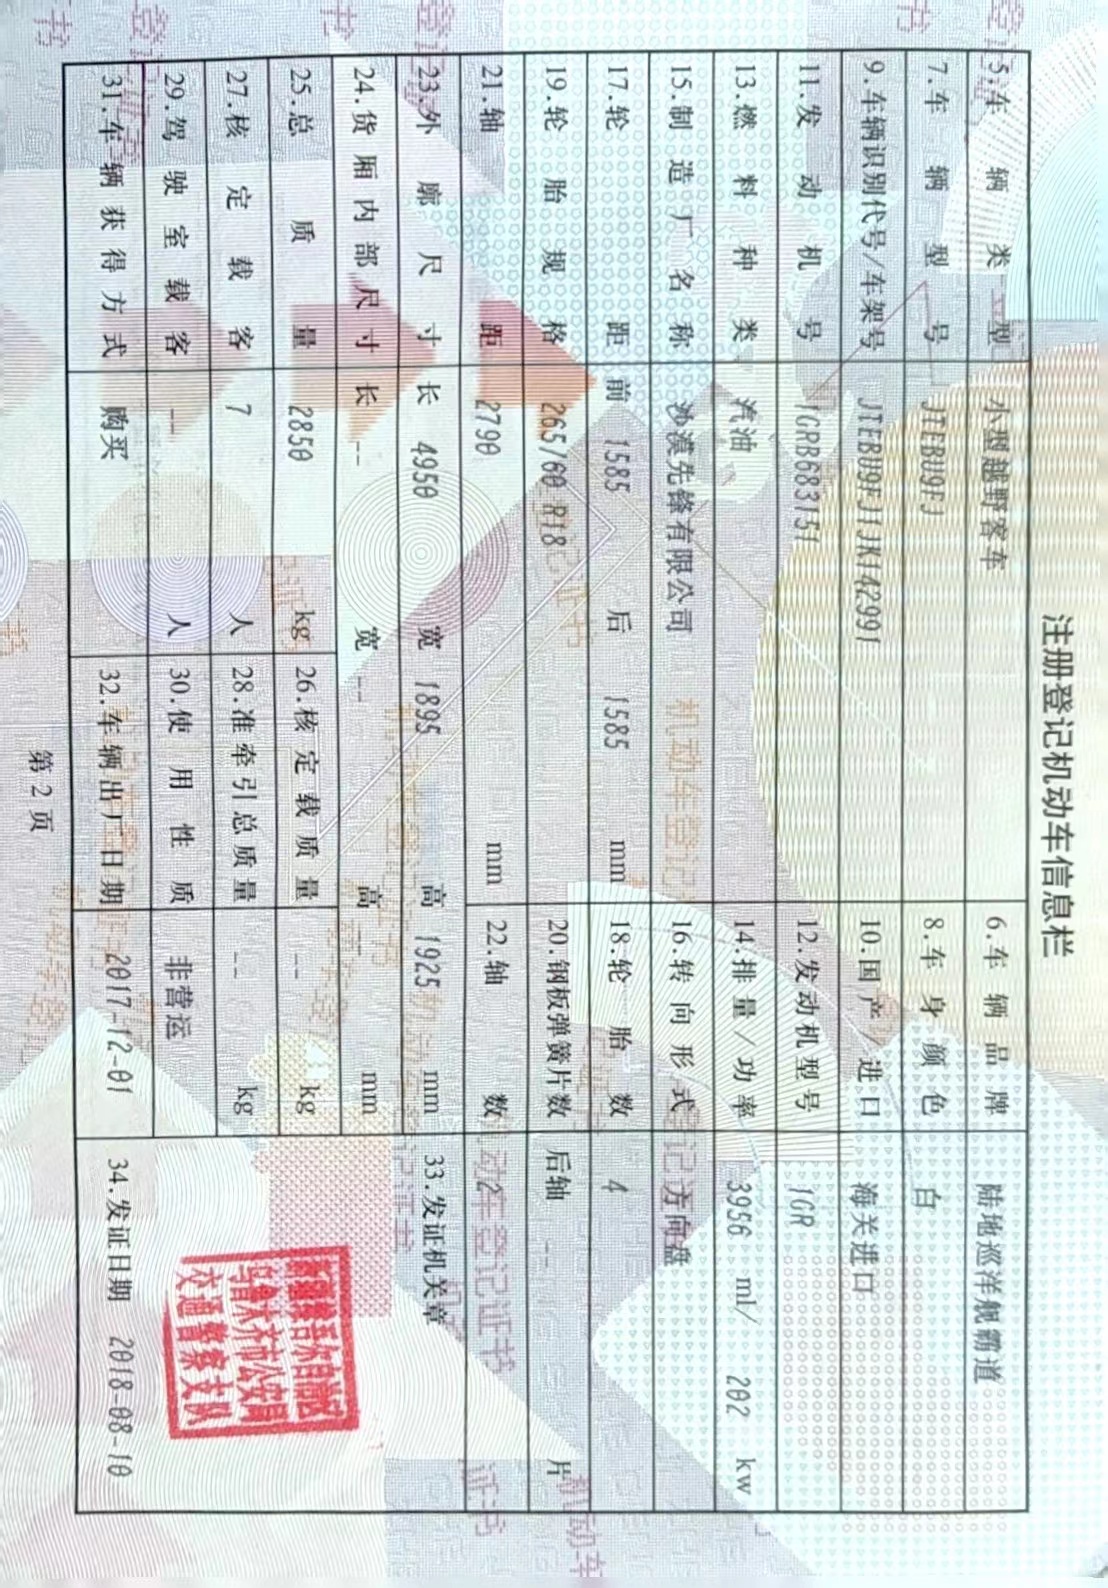 注册登记机动车信息栏
5.车辆类型 小型越野客车 6.车辆品牌 陆地巡洋舰霸道
7.车辆型号 JTEBU9FJ 8.车身颜色 白
9.车辆识别代号/车架号 JTEBU9FJ1JK142991 10.国产/进口 海关进口
11.发动机号 1GRB683151 12.发动机型号 1GR
13.燃料种类 汽油 14.排量/功率 3956 ml/ 202 kw
15.制造厂名称 沙漠先锋有限公司 16.转向形式 方向盘
17.轮距 前 1585 后 1585 mm 18.轮胎数 4
19.轮胎规格 265/60 R18 20.钢板弹簧片数 后轴 -- 片
21.轴距 2790 mm 22.轴数 2
23.外廓尺寸 长 4950 宽 1895 高 1925 mm 33.发证机关章
24.货厢内部尺寸 长 -- 宽 -- 高 -- mm
25.总质量 2850 kg 26.核定载质量 -- kg
27.核定载客 7 人 28.准牵引总质量 -- kg
29.驾驶室载客 -- 人 30.使用性质 非营运
31.车辆获得方式 购买 32.车辆出厂日期 2017-12-01 34.发证日期 2018-08-10
新疆维吾尔自治区
乌鲁木齐市公安局
交通警察支队
第2页